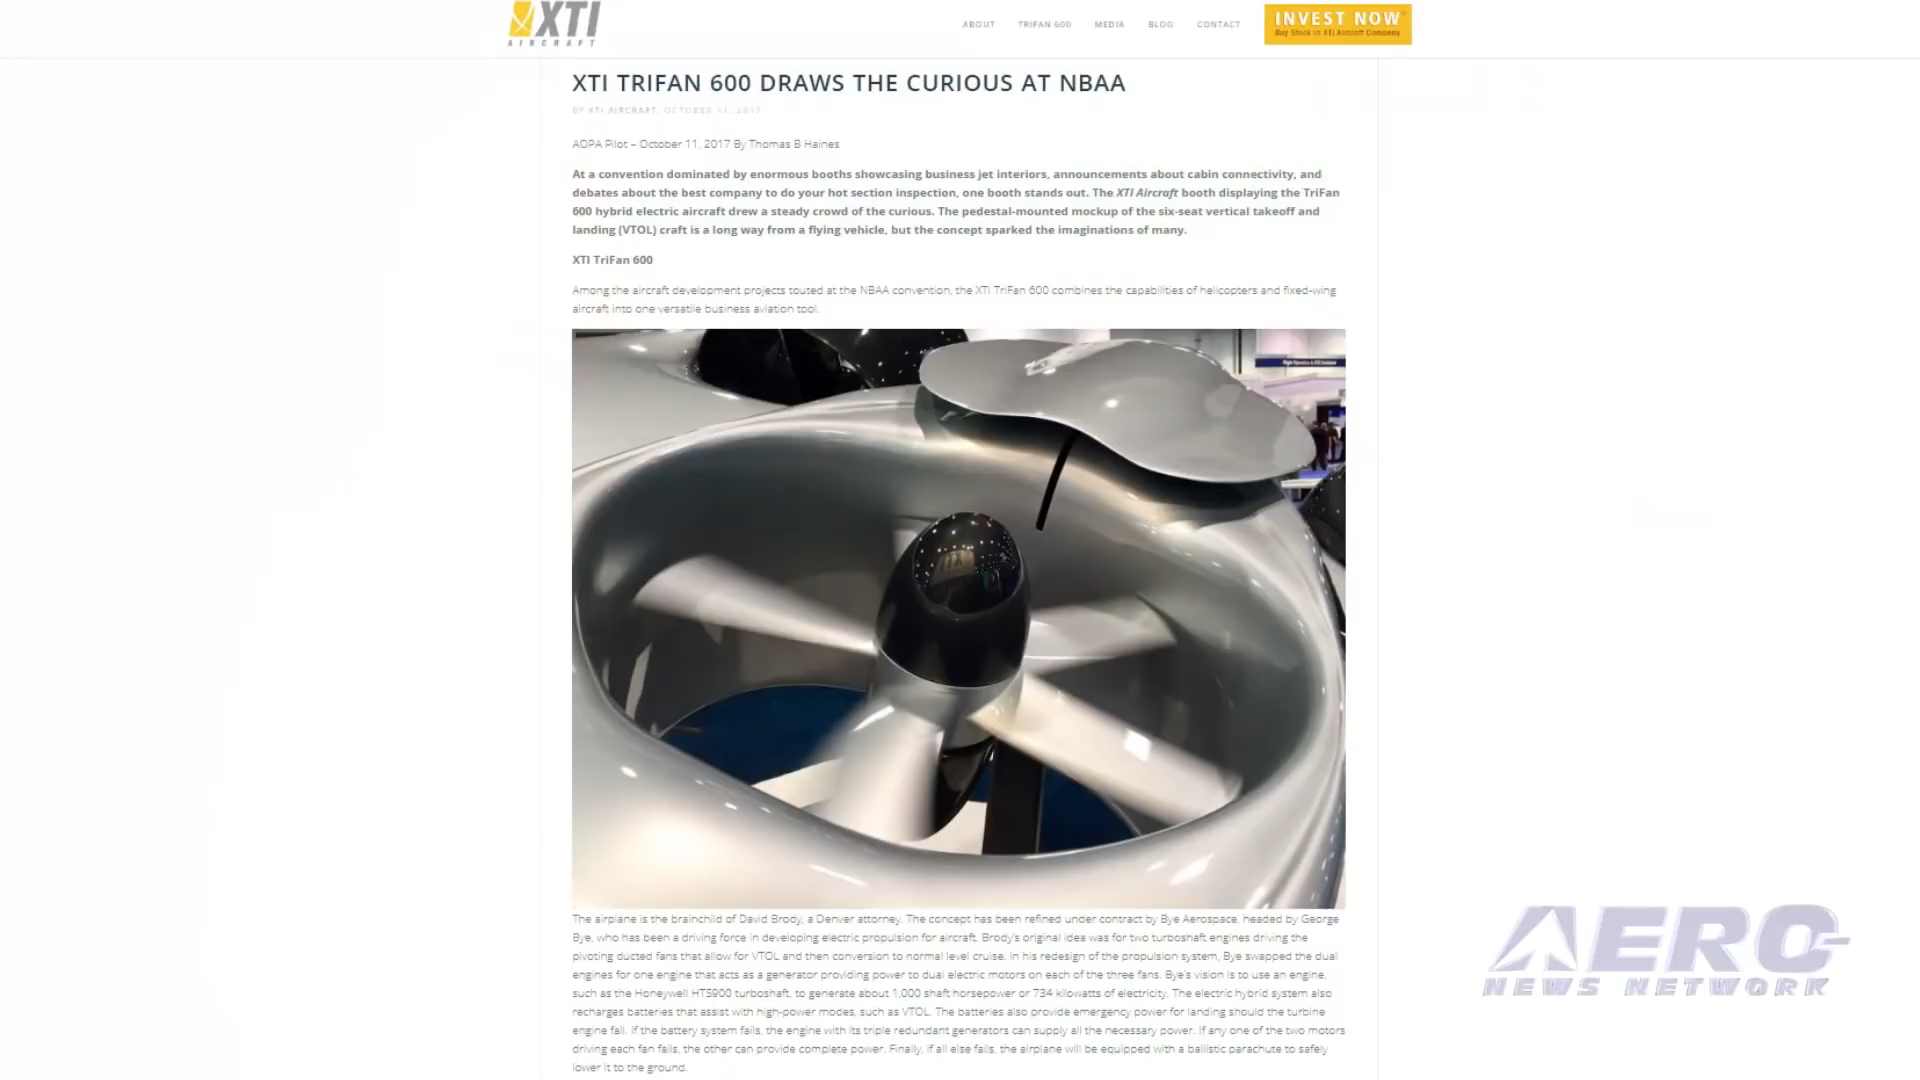 XTI
AIRCRAFT
ABOUT TRIFAN 600 MEDIA BLOG CONTACT
INVEST NOW
Buy Stock in XTI Aircraft Company
XTI TRIFAN 600 DRAWS THE CURIOUS AT NBAA
BY XTI AIRCRAFT, OCTOBER 11, 2017
AOPA Pilot – October 11, 2017 By Thomas B Haines
At a convention dominated by enormous booths showcasing business jet interiors, announcements about cabin connectivity, and
debates about the best company to do your hot section inspection, one booth stands out. The XTI Aircraft booth displaying the TriFan
600 hybrid electric aircraft drew a steady crowd of the curious. The pedestal-mounted mockup of the six-seat vertical takeoff and
landing (VTOL) craft is a long way from a flying vehicle, but the concept sparked the imaginations of many.
XTI TriFan 600
Among the aircraft development projects touted at the NBAA convention, the XTI TriFan 600 combines the capabilities of helicopters and fixed-wing
aircraft into one versatile business aviation tool.
The airplane is the brainchild of David Brody, a Denver attorney. The concept has been refined under contract by Bye Aerospace, headed by George
Bye, who has been a driving force in developing electric propulsion for aircraft. Brody's original idea was for two turboshaft engines driving the
pivoting ducted fans that allow for VTOL and then conversion to normal level cruise. In his redesign of the propulsion system, Bye swapped the dual
engines for one engine that acts as a generator providing power to dual electric motors on each of the three fans. Bye's vision is to use an engine,
such as the Honeywell HTS900 turboshaft, to generate about 1,000 shaft horsepower or 734 kilowatts of electricity. The electric hybrid system also
recharges batteries that assist with high-power modes, such as VTOL. The batteries also provide emergency power for landing should the turbine
engine fail. If the battery system fails, the engine with its triple redundant generators can supply all the necessary power. If any one of the two motors
driving each fan fails, the other can provide complete power. Finally, if all else fails, the airplane will be equipped with a ballistic parachute to safely
lower it to the ground.
AERO
NEWS NETWORK